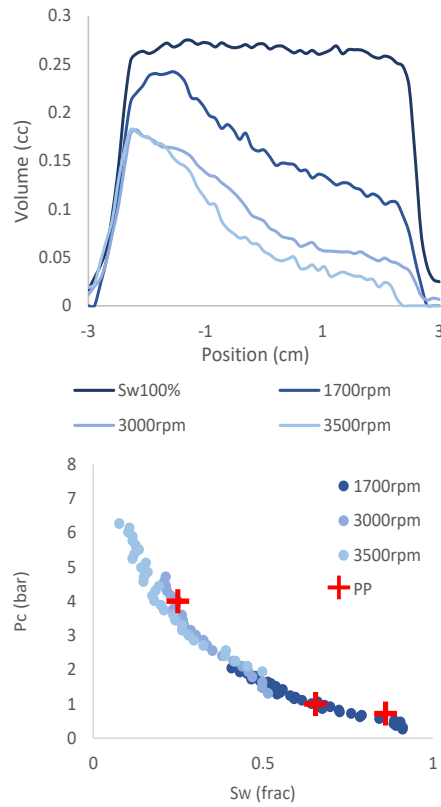 0.3
0.25
0.2
0.15
0.1
0.05
0
Volume (cc)
-3 -1 1 3
Position (cm)
Sw100% 1700rpm
3000rpm 3500rpm
8
7
6
5
4
3
2
1
0
Pc (bar)
1700rpm
3000rpm
3500rpm
PP
0 0.5 1
Sw (frac)